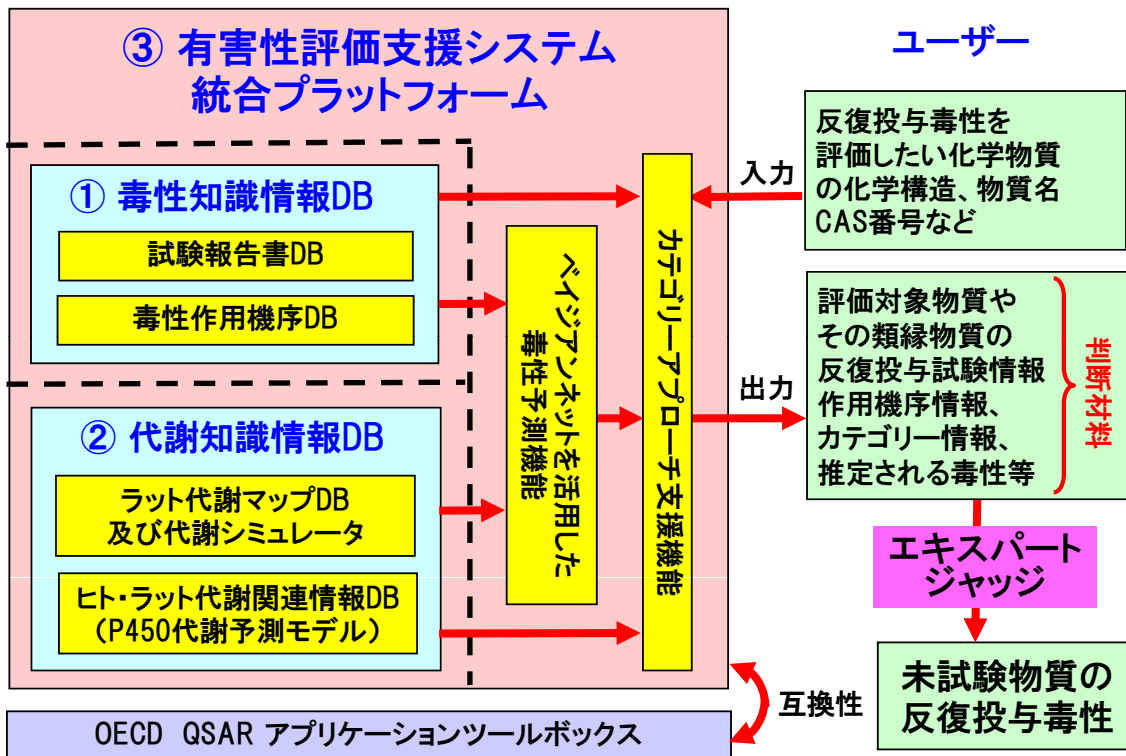 ③ 有害性評価支援システム
統合プラットフォーム
ユーザー
① 毒性知識情報DB
試験報告書DB
毒性作用機序DB
② 代謝知識情報DB
ラット代謝マップDB
及び代謝シミュレータ
ヒト・ラット代謝関連情報DB
(P450代謝予測モデル)
ベイジアンネットを活用した
毒性予測機能
カテゴリーアプローチ支援機能
入力
反復投与毒性を
評価したい化学物質
の化学構造、物質名
CAS番号など
出力
評価対象物質や
その類縁物質の
反復投与試験情報
作用機序情報、
カテゴリー情報、
推定される毒性等
判断材料
エキスパート
ジャッジ
未試験物質の
反復投与毒性
互換性
OECD QSAR アプリケーションツールボックス